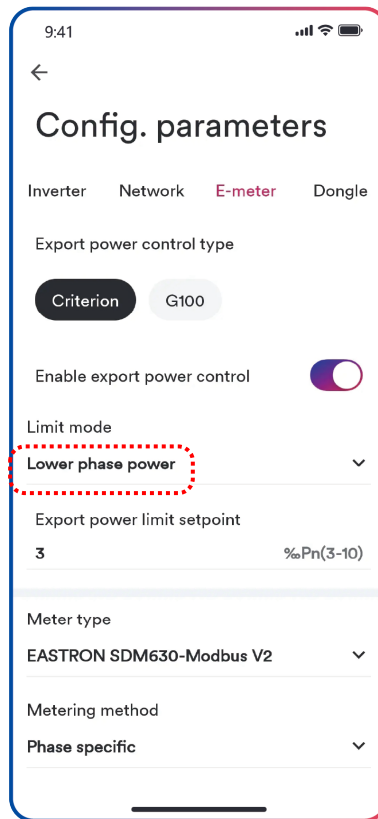 9:41
Config. parameters
Inverter Network E-meter Dongle
Export power control type
Criterion G100
Enable export power control
Limit mode
Lower phase power
Export power limit setpoint
3 ‰Pn(3-10)
Meter type
EASTRON SDM630-Modbus V2
Metering method
Phase specific